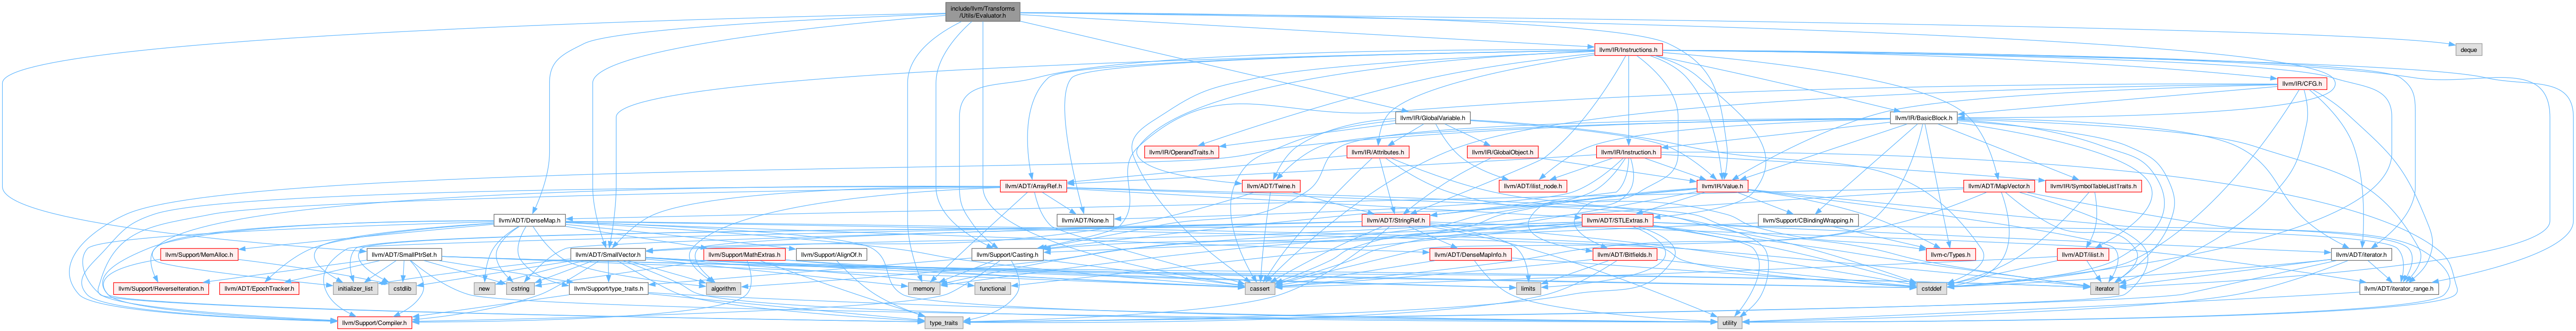 include/llvm/Transforms
/Utils/Evaluator.h
llvm/IR/Instructions.h
deque
llvm/IR/CFG.h
llvm/IR/GlobalVariable.h
llvm/IR/BasicBlock.h
llvm/IR/OperandTraits.h
llvm/IR/Attributes.h
llvm/IR/GlobalObject.h
llvm/IR/Instruction.h
llvm/ADT/ArrayRef.h
llvm/ADT/Twine.h
llvm/ADT/ilist_node.h
llvm/IR/Value.h
llvm/ADT/MapVector.h
llvm/IR/SymbolTableListTraits.h
llvm/ADT/DenseMap.h
llvm/ADT/None.h
llvm/ADT/StringRef.h
llvm/ADT/STLExtras.h
llvm/Support/CBindingWrapping.h
llvm/Support/MemAlloc.h
llvm/ADT/SmallPtrSet.h
llvm/ADT/SmallVector.h
llvm/Support/MathExtras.h
llvm/Support/AlignOf.h
llvm/Support/Casting.h
llvm/ADT/DenseMapInfo.h
llvm/ADT/Bitfields.h
llvm-c/Types.h
llvm/ADT/ilist.h
llvm/ADT/iterator.h
llvm/Support/ReverseIteration.h
llvm/ADT/EpochTracker.h
initializer_list
cstdlib
new
cstring
llvm/Support/type_traits.h
algorithm
memory
functional
cassert
limits
cstddef
iterator
llvm/ADT/iterator_range.h
llvm/Support/Compiler.h
type_traits
utility